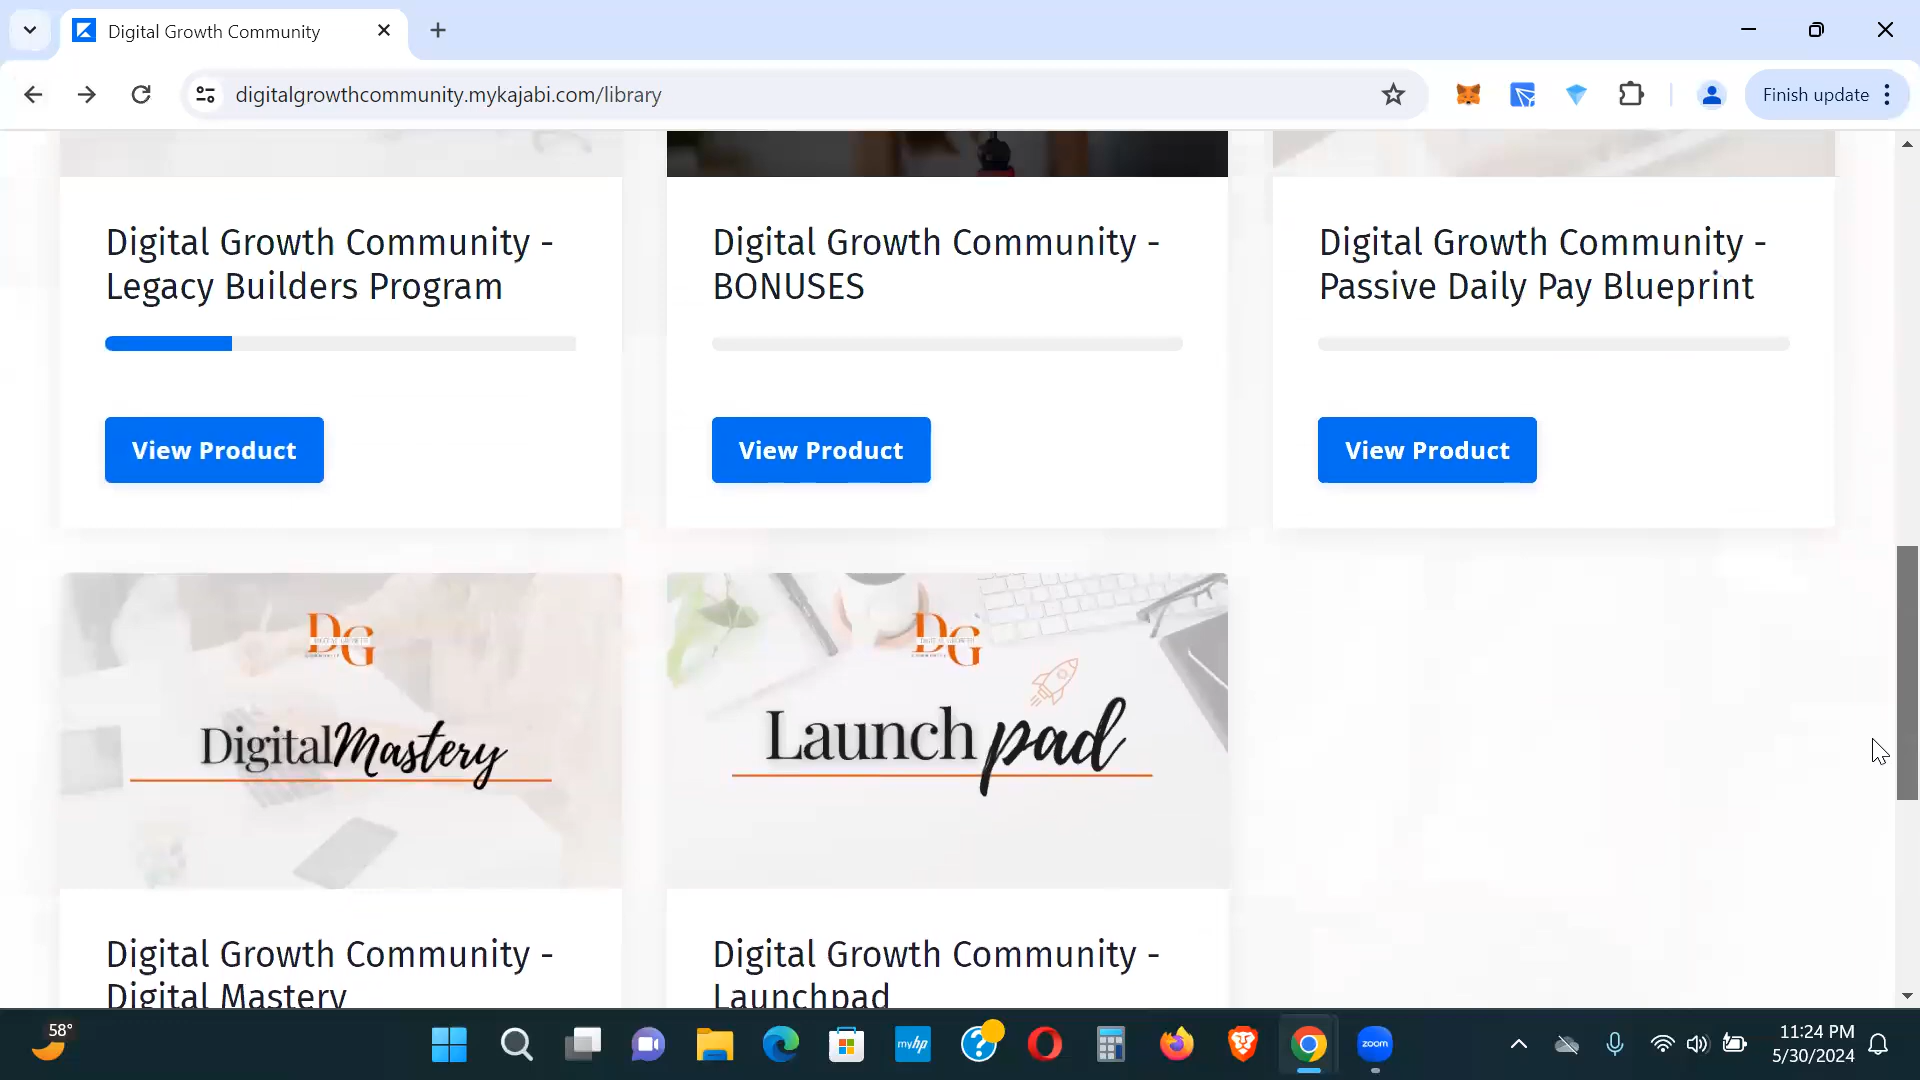 Digital Growth Community
digitalgrowthcommunity.mykajabi.com/library
Finish update
Digital Growth Community -
Legacy Builders Program
View Product
Digital Growth Community -
BONUSES
View Product
Digital Growth Community -
Passive Daily Pay Blueprint
View Product
DG
DigitalMastery
Digital Growth Community -
Digital Mastery
DG
Launchpad
Digital Growth Community -
Launchpad
58°
myhp
zoom
11:24 PM
5/30/2024